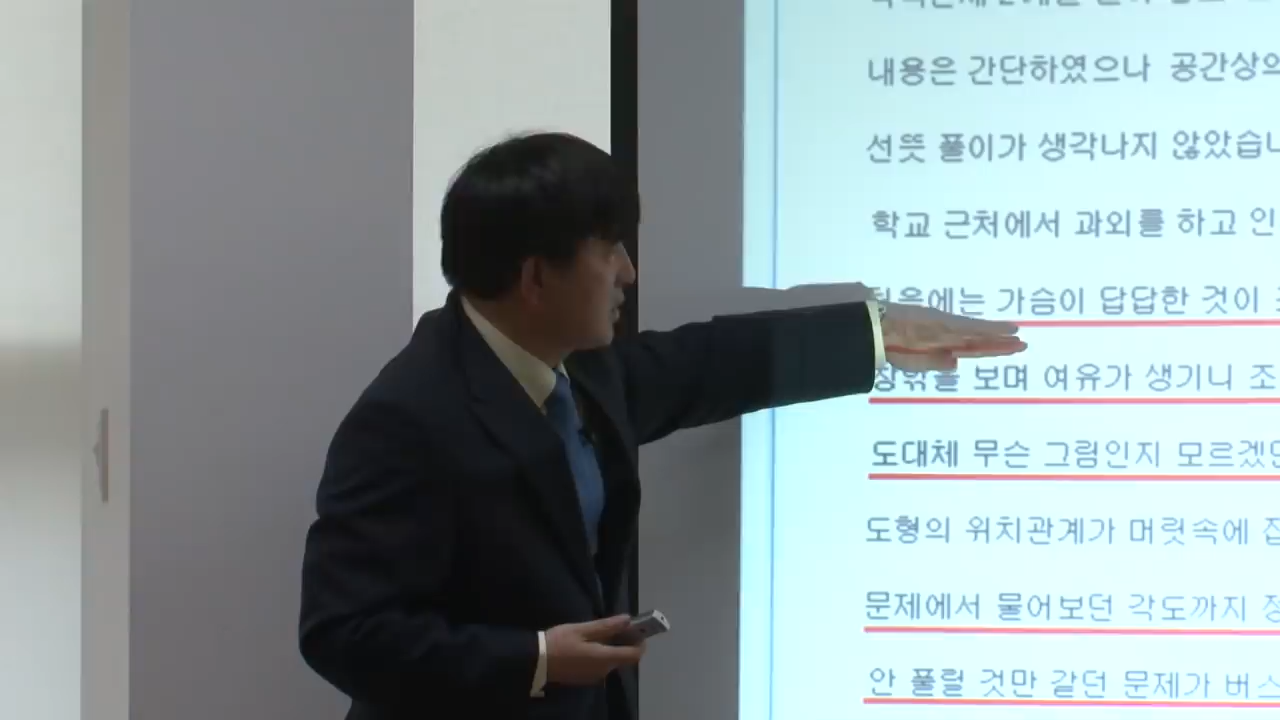 내용은 간단하였으나 공간상의
선뜻 풀이가 생각나지 않았습니
학교 근처에서 과외를 하고 인
가슴이 답답한 것이
창밖을 보며 여유가 생기니 조
도대체 무슨 그림인지 모르겠던
도형의 위치관계가 머릿속에
문제에서 물어보던 각도까지
안 풀릴 것만 같던 문제가 버스